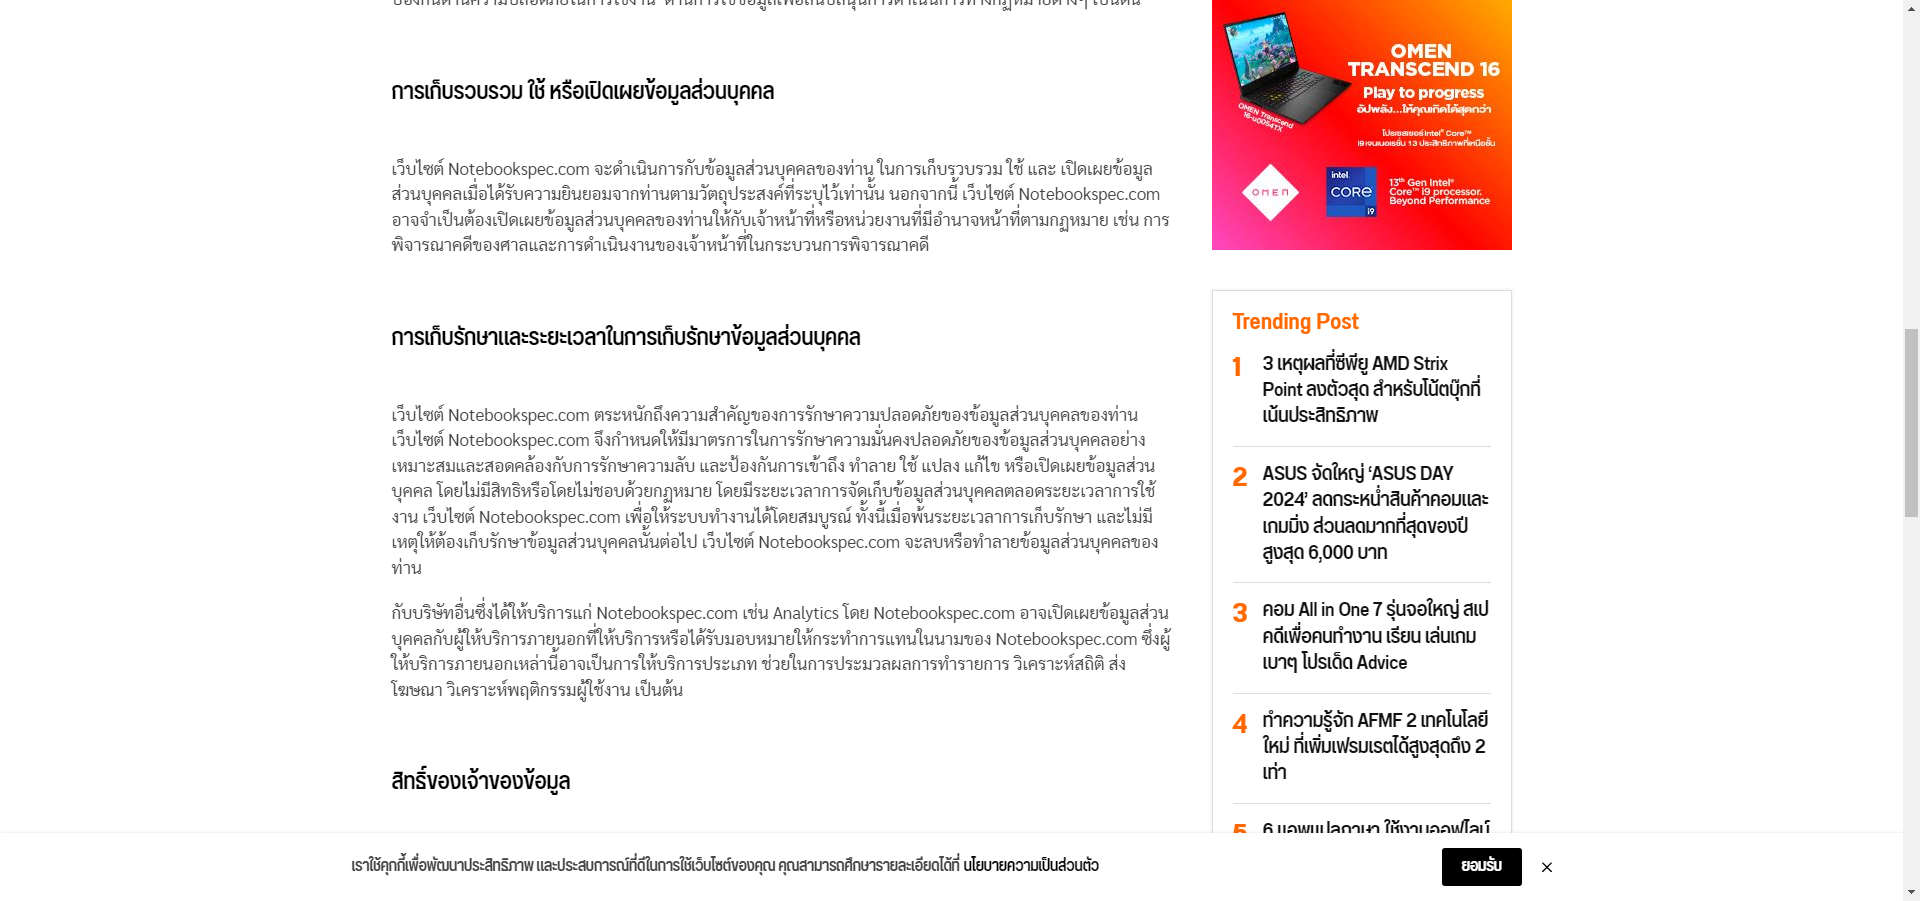 การเก็บรวบรวม ใช้ หรือเปิดเผยข้อมูลส่วนบุคคล
เว็บไซต์ Notebookspec.com จะดำเนินการกับข้อมูลส่วนบุคคลของท่าน ในการเก็บรวบรวม ใช้ และ เปิดเผยข้อมูล
ส่วนบุคคลเมื่อได้รับความยินยอมจากท่านตามวัตถุประสงค์ที่ระบุไว้เท่านั้น นอกจากนี้ เว็บไซต์ Notebookspec.com
อาจจำเป็นต้องเปิดเผยข้อมูลส่วนบุคคลของท่านให้กับเจ้าหน้าที่หรือหน่วยงานที่มีอำนาจหน้าที่ตามกฏหมาย เช่น การ
พิจารณาคดีของศาลและการดำเนินงานของเจ้าหน้าที่ในกระบวนการพิจารณาคดี
การเก็บรักษาและระยะเวลาในการเก็บรักษาข้อมูลส่วนบุคคล
เว็บไซต์ Notebookspec.com ตระหนักถึงความสำคัญของการรักษาความปลอดภัยของข้อมูลส่วนบุคคลของท่าน
เว็บไซต์ Notebookspec.com จึงกำหนดให้มีมาตรการในการรักษาความมั่นคงปลอดภัยของข้อมูลส่วนบุคคลอย่าง
เหมาะสมและสอดคล้องกับการรักษาความลับ และป้องกันการเข้าถึง ทำลาย ใช้ แปลง แก้ไข หรือเปิดเผยข้อมูลส่วน
บุคคล โดยไม่มีสิทธิหรือโดยไม่ชอบด้วยกฏหมาย โดยมีระยะเวลาการจัดเก็บข้อมูลส่วนบุคคลตลอดระยะเวลาการใช้
งาน เว็บไซต์ Notebookspec.com เพื่อให้ระบบทำงานได้โดยสมบูรณ์ ทั้งนี้เมื่อพ้นระยะเวลาการเก็บรักษา และไม่มี
เหตุให้ต้องเก็บรักษาข้อมูลส่วนบุคคลนั้นต่อไป เว็บไซต์ Notebookspec.com จะลบหรือทำลายข้อมูลส่วนบุคคลของ
ท่าน
กับบริษัทอื่นซึ่งได้ให้บริการแก่ Notebookspec.com เช่น Analytics โดย Notebookspec.com อาจเปิดเผยข้อมูลส่วน
บุคคลกับผู้ให้บริการภายนอกที่ให้บริการหรือได้รับมอบหมายให้กระทำการแทนในนามของ Notebookspec.com ซึ่งผู้
ให้บริการภายนอกเหล่านี้อาจเป็นการให้บริการประเภท ช่วยในการประมวลผลการทำรายการ วิเคราะห์สถิติ ส่ง
โฆษณา วิเคราะห์พฤติกรรมผู้ใช้งาน เป็นต้น
สิทธิ์ของเจ้าของข้อมูล
OMEN
TRANSCEND 16
Play to progress
อัปพลัง...ให้คุณเกิดได้สุดกว่า
OMEN Transcend
16-u0054TX
โปรเซสเซอร์ Intel® Core™
i9 เจนเนอเรชั่น 13 ประสิทธิภาพที่เหนือชั้น
OMEN
intel.
CORE
i9
13th Gen Intel®
Core™ i9 processor.
Beyond Performance
Trending Post
1 3 เหตุผลที่ซีพียู AMD Strix
Point ลงตัวสุด สำหรับโน้ตบุ๊กที่
เน้นประสิทธิภาพ
2 ASUS จัดใหญ่ ‘ASUS DAY
2024’ ลดกระหน่ำสินค้าคอมและ
เกมมิ่ง ส่วนลดมากที่สุดของปี
สูงสุด 6,000 บาท
3 คอม All in One 7 รุ่นจอใหญ่ สเป
คดีเพื่อคนทำงาน เรียน เล่นเกม
เบาๆ โปรเด็ด Advice
4 ทำความรู้จัก AFMF 2 เทคโนโลยี
ใหม่ ที่เพิ่มเฟรมเรตได้สูงสุดถึง 2
เท่า
5 6 แอพแปลภาษา ใช้งานออฟไลน์
เราใช้คุกกี้เพื่อพัฒนาประสิทธิภาพ และประสบการณ์ที่ดีในการใช้เว็บไซต์ของคุณ คุณสามารถศึกษารายละเอียดได้ที่ นโยบายความเป็นส่วนตัว
ยอมรับ